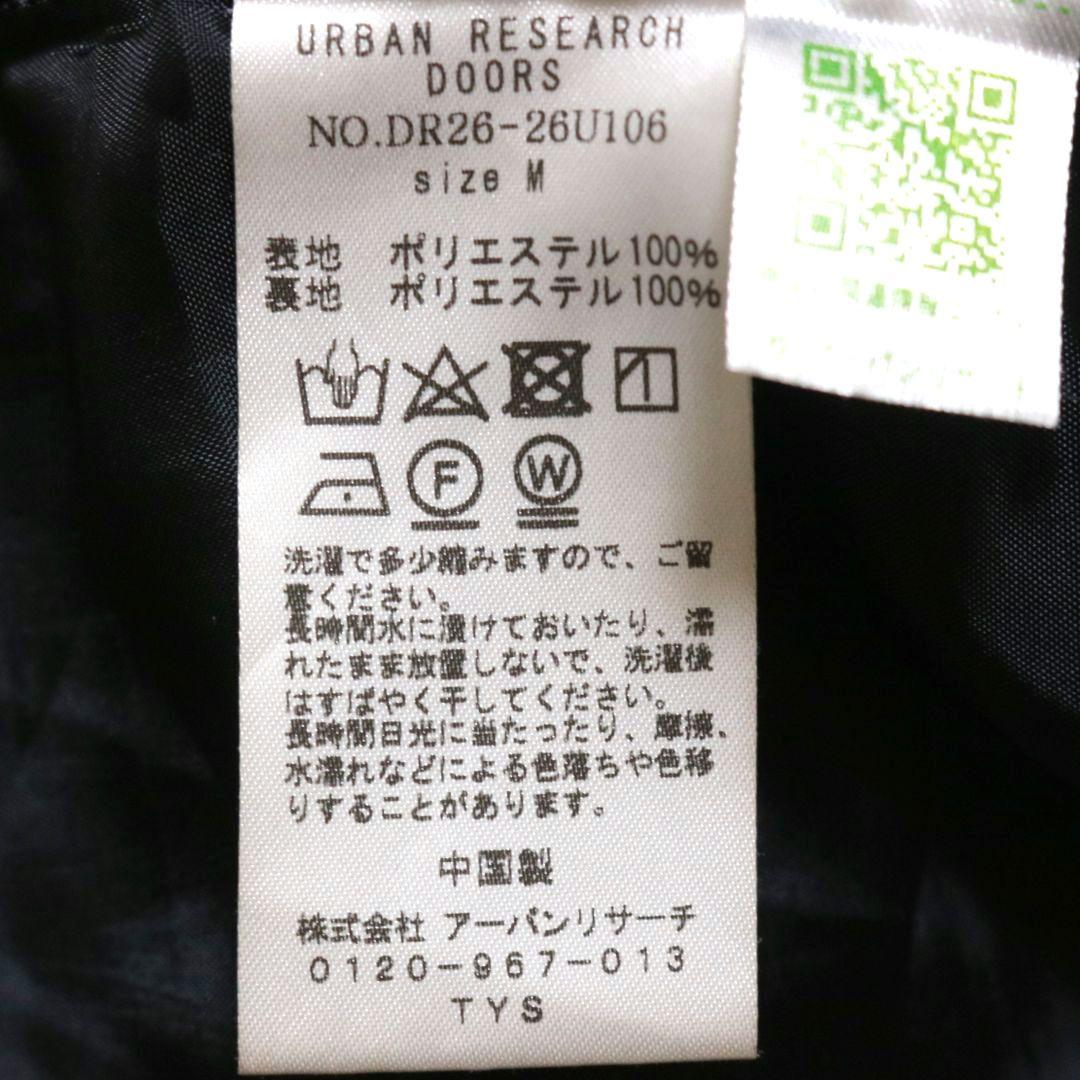 URBAN RESEARCH
DOORS
NO.DR26-26U106
size M
表地 ポリエステル100%
裏地 ポリエステル100%
F
W
洗濯で多少縮みますので、ご留
意ください。
長時間水に漬けておいたり、濡
れたまま放置しないで、洗濯後
はすばやく干してください。
長時間日光に当たったり、摩擦、
水濡れなどによる色落ちや色移
りすることがあります。
中国製
株式会社 アーバンリサーチ
0120-967-013
TYS